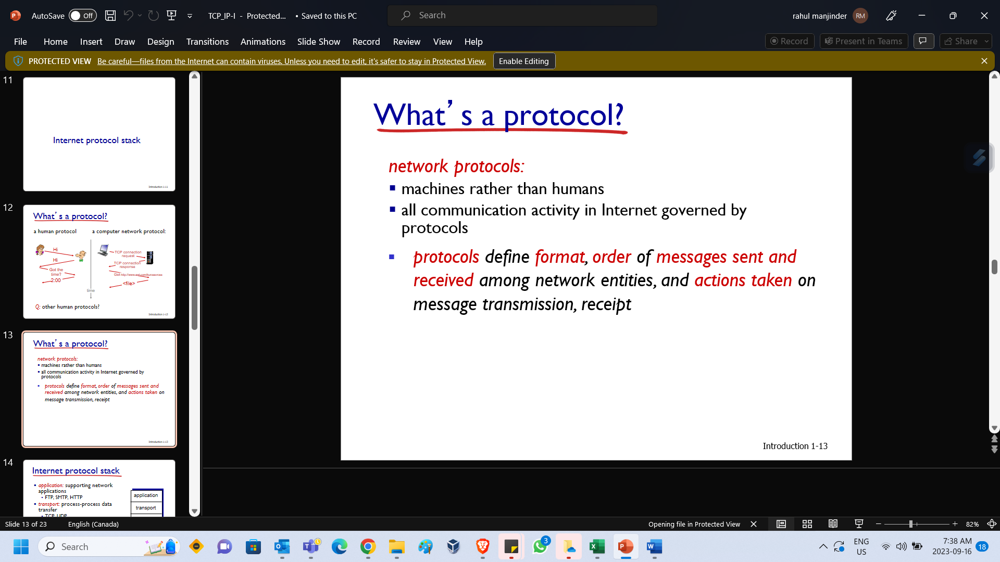 AutoSave Off TCP_IP-I - Protected... • Saved to this PC Search rahul manjinder RM
File Home Insert Draw Design Transitions Animations Slide Show Record Review View Help Record Present in Teams Share
PROTECTED VIEW Be careful—files from the Internet can contain viruses. Unless you need to edit, it's safer to stay in Protected View. Enable Editing
11
Internet protocol stack
Introduction 1-11
12
What's a protocol?
a human protocol a computer network protocol:
Hi
Hi
Got the
time?
2:00
TCP connection
request
TCP connection
response
Get http://www.awl.com/kurose-ross
<file>
time
Q: other human protocols?
Introduction 1-12
13
What's a protocol?
network protocols:
▪ machines rather than humans
▪ all communication activity in Internet governed by
protocols
▪ protocols define format, order of messages sent and
received among network entities, and actions taken on
message transmission, receipt
Introduction 1-13
14
Internet protocol stack
▪ application: supporting network
applications
• FTP, SMTP, HTTP
▪ transport: process-process data
transfer
• TCP, UDP
application
transport
What's a protocol?
network protocols:
▪ machines rather than humans
▪ all communication activity in Internet governed by
protocols
▪ protocols define format, order of messages sent and
received among network entities, and actions taken on
message transmission, receipt
Introduction 1-13
Slide 13 of 23 English (Canada) Opening file in Protected View 82%
Search 3 ENG
US
7:38 AM
2023-09-16 18